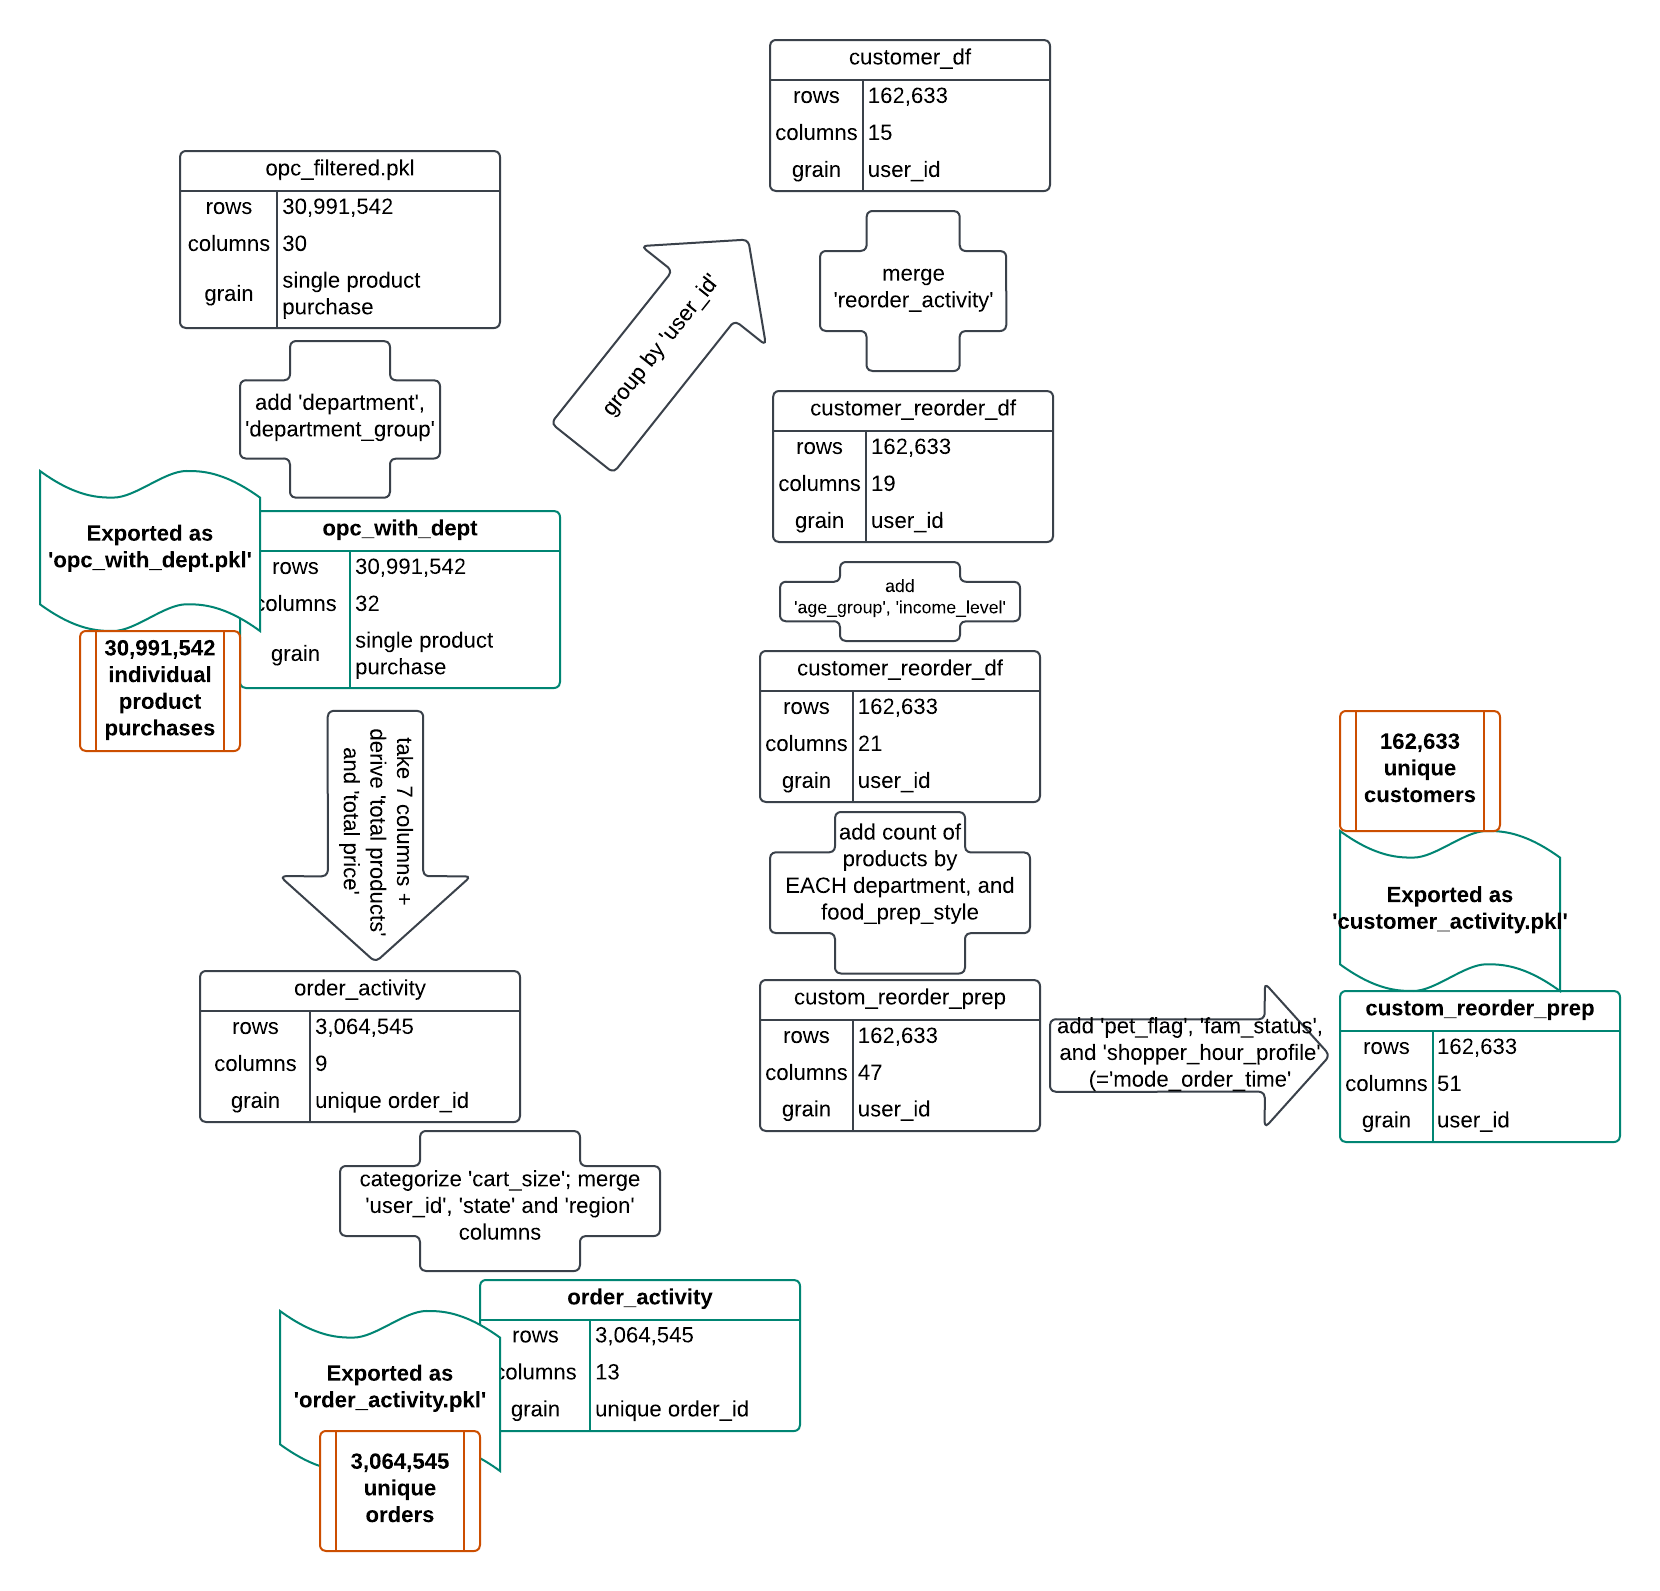 opc_filtered.pkl
rows 30,991,542
columns 30
grain single product
purchase
add 'department',
'department_group'
Exported as
'opc_with_dept.pkl'
opc_with_dept
rows 30,991,542
columns 32
grain single product
purchase
30,991,542
individual
product
purchases
take 7 columns +
derive 'total products'
and 'total price'
order_activity
rows 3,064,545
columns 9
grain unique order_id
categorize 'cart_size'; merge
'user_id', 'state' and 'region'
columns
order_activity
rows 3,064,545
columns 13
grain unique order_id
Exported as
'order_activity.pkl'
3,064,545
unique
orders
group by 'user_id'
customer_df
rows 162,633
columns 15
grain user_id
merge
'reorder_activity'
customer_reorder_df
rows 162,633
columns 19
grain user_id
add
'age_group', 'income_level'
customer_reorder_df
rows 162,633
columns 21
grain user_id
add count of
products by
EACH department, and
food_prep_style
custom_reorder_prep
rows 162,633
columns 47
grain user_id
add 'pet_flag', 'fam_status',
and 'shopper_hour_profile'
(='mode_order_time'
162,633
unique
customers
Exported as
'customer_activity.pkl'
custom_reorder_prep
rows 162,633
columns 51
grain user_id